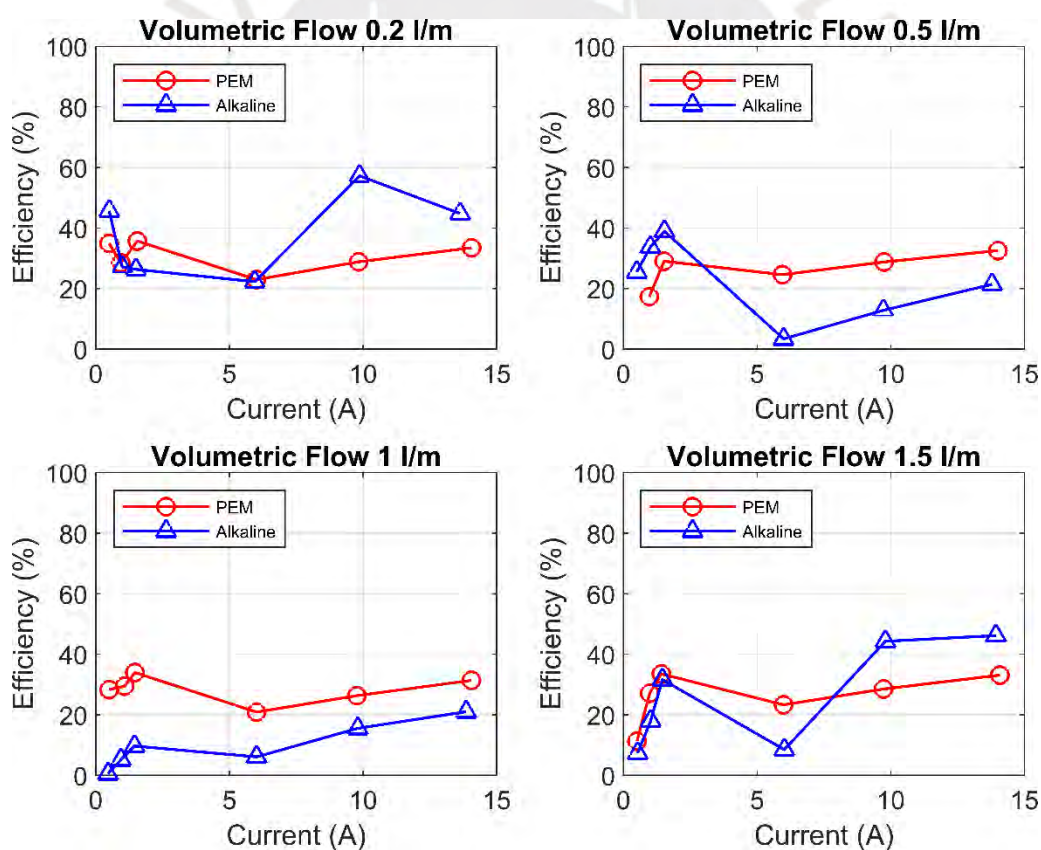 Volumetric Flow 0.2 l/m
100
80
60
40
20
0
Efficiency (%)
PEM
Alkaline
0 5 10 15
Current (A)
Volumetric Flow 0.5 l/m
100
80
60
40
20
0
Efficiency (%)
PEM
Alkaline
0 5 10 15
Current (A)
Volumetric Flow 1 l/m
100
80
60
40
20
0
Efficiency (%)
PEM
Alkaline
0 5 10 15
Current (A)
Volumetric Flow 1.5 l/m
100
80
60
40
20
0
Efficiency (%)
PEM
Alkaline
0 5 10 15
Current (A)